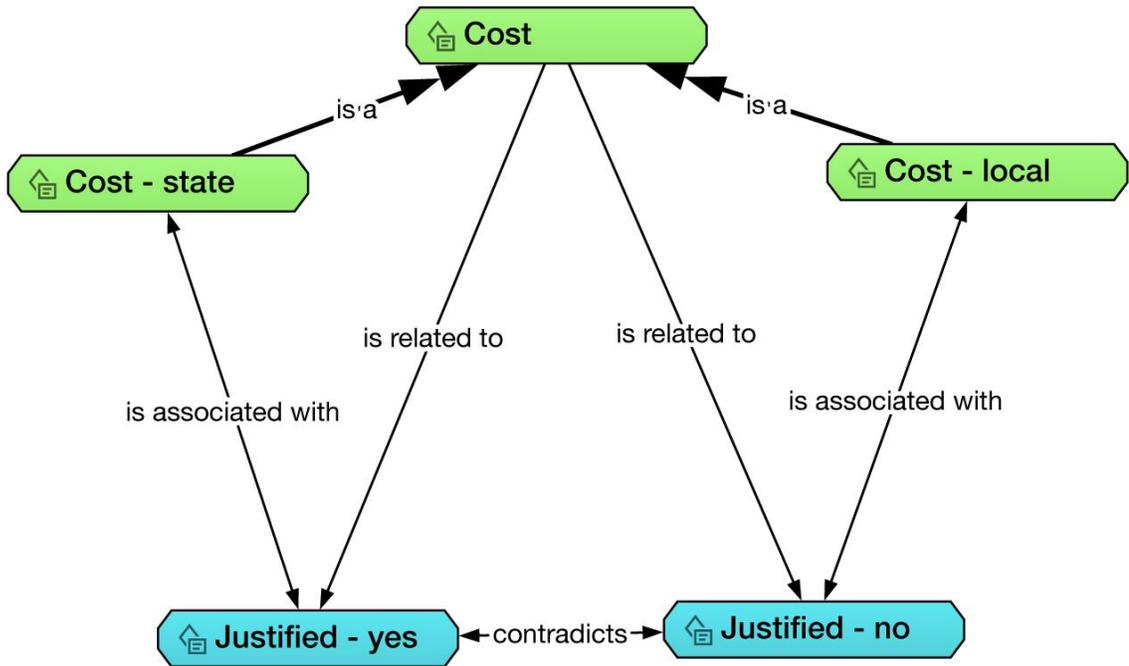 Cost
is a
is a
Cost - state
Cost - local
is related to
is related to
is associated with
is associated with
Justified - yes
contradicts
Justified - no